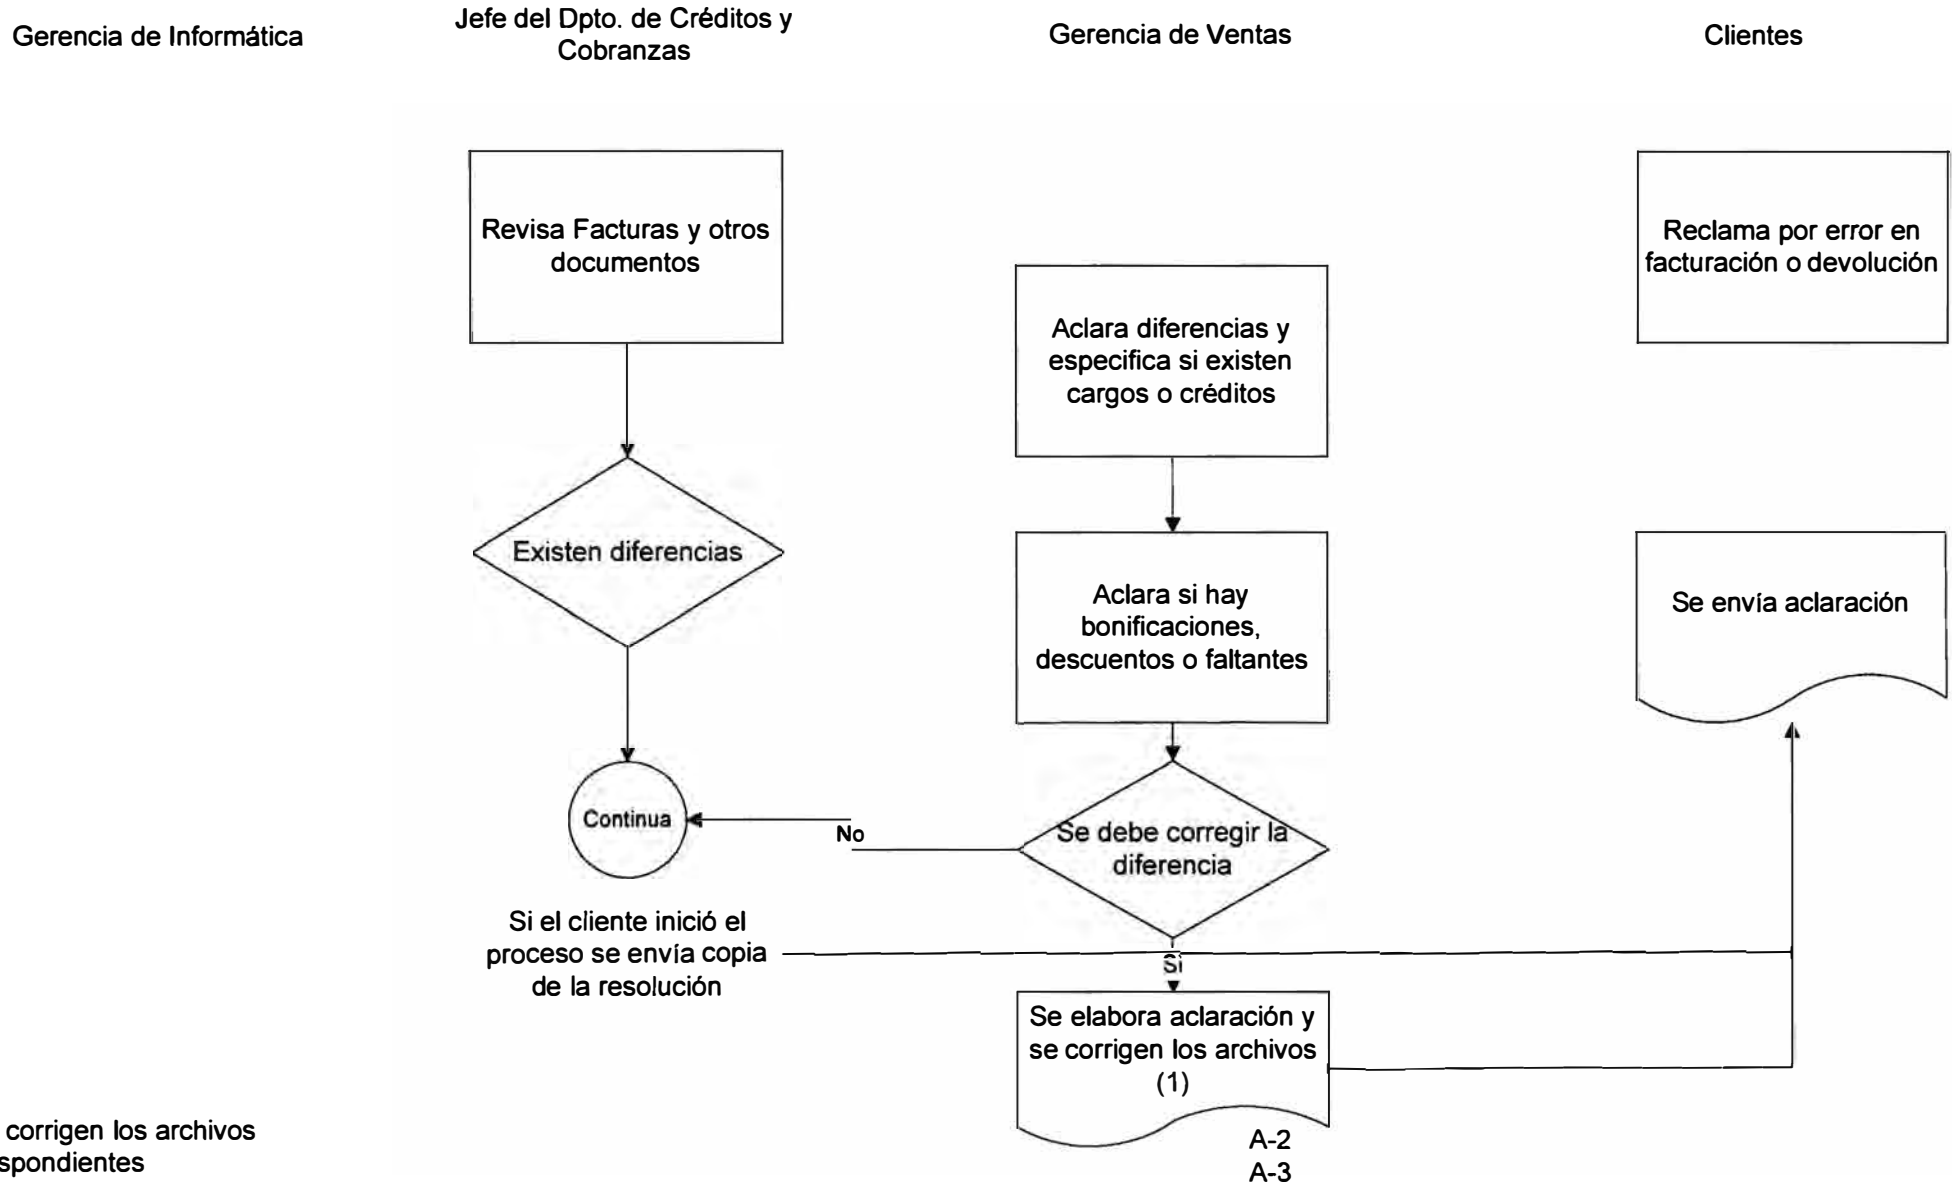 Gerencia de Informática
Jefe del Dpto. de Créditos y
Cobranzas
Gerencia de Ventas
Clientes
Revisa Facturas y otros
documentos
Reclama por error en
facturación o devolución
Aclara diferencias y
especifica si existen
cargos o créditos
Existen diferencias
Aclara si hay
bonificaciones,
descuentos o faltantes
Se envía aclaración
Continua
No
Se debe corregir la
diferencia
Si el cliente inició el
proceso se envía copia
de la resolución
Si
Se elabora aclaración y
se corrigen los archivos
(1)
A-2
A-3
corrigen los archivos
spondientes